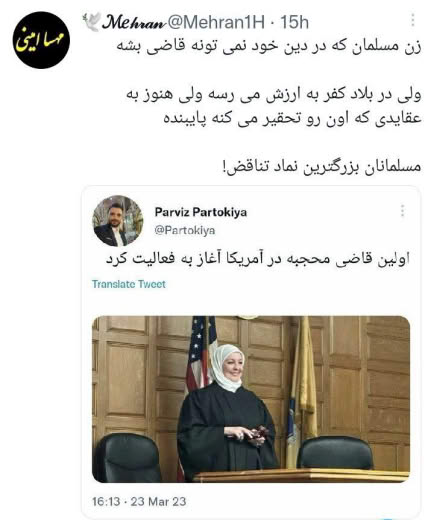 مهسا امینی
🕊 Mehran @Mehran1H · 15h
زن مسلمان که در دین خود نمی تونه قاضی بشه
ولی در بلاد کفر به ارزش می رسه ولی هنوز به
عقایدی که اون رو تحقیر می کنه پایبنده
مسلمانان بزرگترین نماد تناقض!
Parviz Partokiya
@Partokiya
اولین قاضی محجبه در آمریکا آغاز به فعالیت کرد
Translate Tweet
16:13 · 23 Mar 23